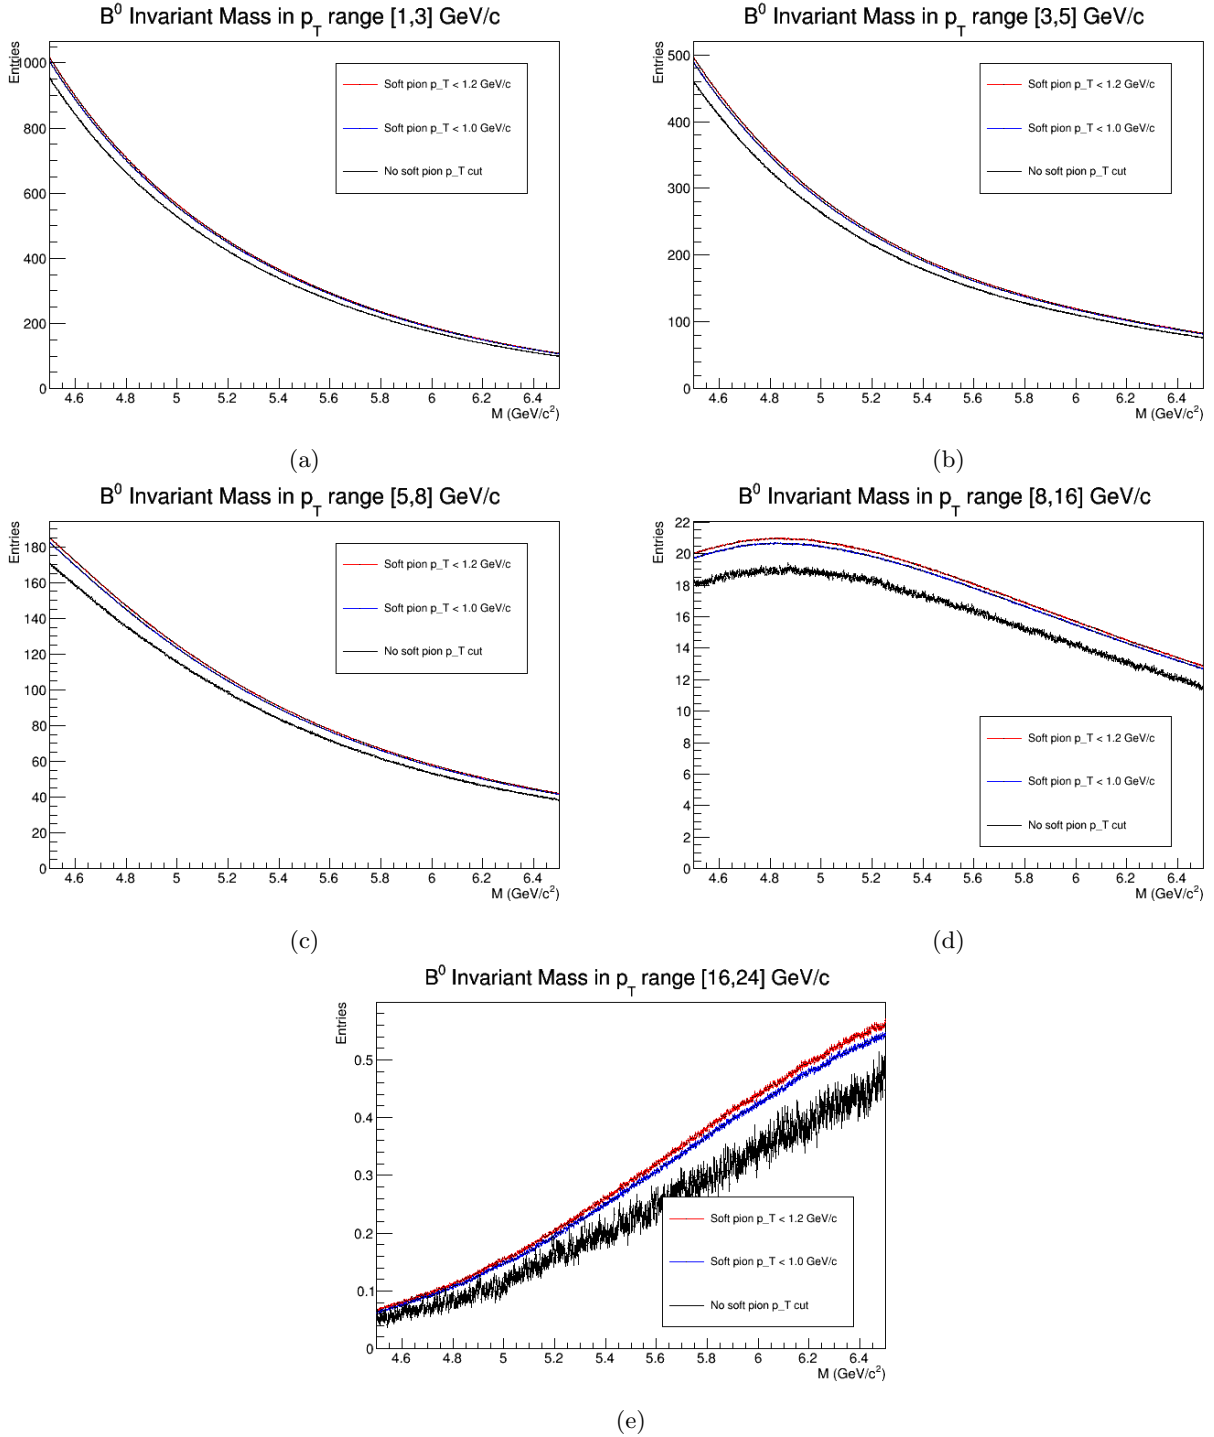 B⁰ Invariant Mass in p_T range [1,3] GeV/c
Entries
1000
800
600
400
200
0
Soft pion p_T < 1.2 GeV/c
Soft pion p_T < 1.0 GeV/c
No soft pion p_T cut
4.6 4.8 5 5.2 5.4 5.6 5.8 6 6.2 6.4
M (GeV/c²)
(a)
B⁰ Invariant Mass in p_T range [3,5] GeV/c
Entries
500
400
300
200
100
0
Soft pion p_T < 1.2 GeV/c
Soft pion p_T < 1.0 GeV/c
No soft pion p_T cut
4.6 4.8 5 5.2 5.4 5.6 5.8 6 6.2 6.4
M (GeV/c²)
(b)
B⁰ Invariant Mass in p_T range [5,8] GeV/c
Entries
180
160
140
120
100
80
60
40
20
0
Soft pion p_T < 1.2 GeV/c
Soft pion p_T < 1.0 GeV/c
No soft pion p_T cut
4.6 4.8 5 5.2 5.4 5.6 5.8 6 6.2 6.4
M (GeV/c²)
(c)
B⁰ Invariant Mass in p_T range [8,16] GeV/c
Entries
22
20
18
16
14
12
10
8
6
4
2
0
Soft pion p_T < 1.2 GeV/c
Soft pion p_T < 1.0 GeV/c
No soft pion p_T cut
4.6 4.8 5 5.2 5.4 5.6 5.8 6 6.2 6.4
M (GeV/c²)
(d)
B⁰ Invariant Mass in p_T range [16,24] GeV/c
Entries
0.5
0.4
0.3
0.2
0.1
0
Soft pion p_T < 1.2 GeV/c
Soft pion p_T < 1.0 GeV/c
No soft pion p_T cut
4.6 4.8 5 5.2 5.4 5.6 5.8 6 6.2 6.4
M (GeV/c²)
(e)